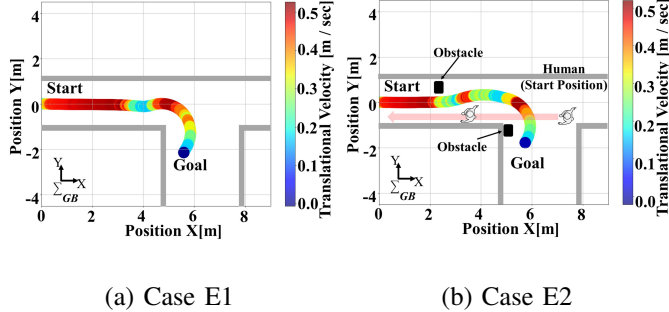 4
2
0
-2
-4
Position Y[m]
Start
Goal
Y
X
∑GB
0
2
4
6
8
Position X[m]
0.5
0.4
0.3
0.2
0.1
0.0
Translational Velocity [m / sec]
(a) Case E1
4
2
0
-2
-4
Position Y[m]
Obstacle
Start
Human
(Start Position)
Obstacle
Goal
Y
X
∑GB
0
2
4
6
8
Position X[m]
0.5
0.4
0.3
0.2
0.1
0.0
Translational Velocity [m / sec]
(b) Case E2